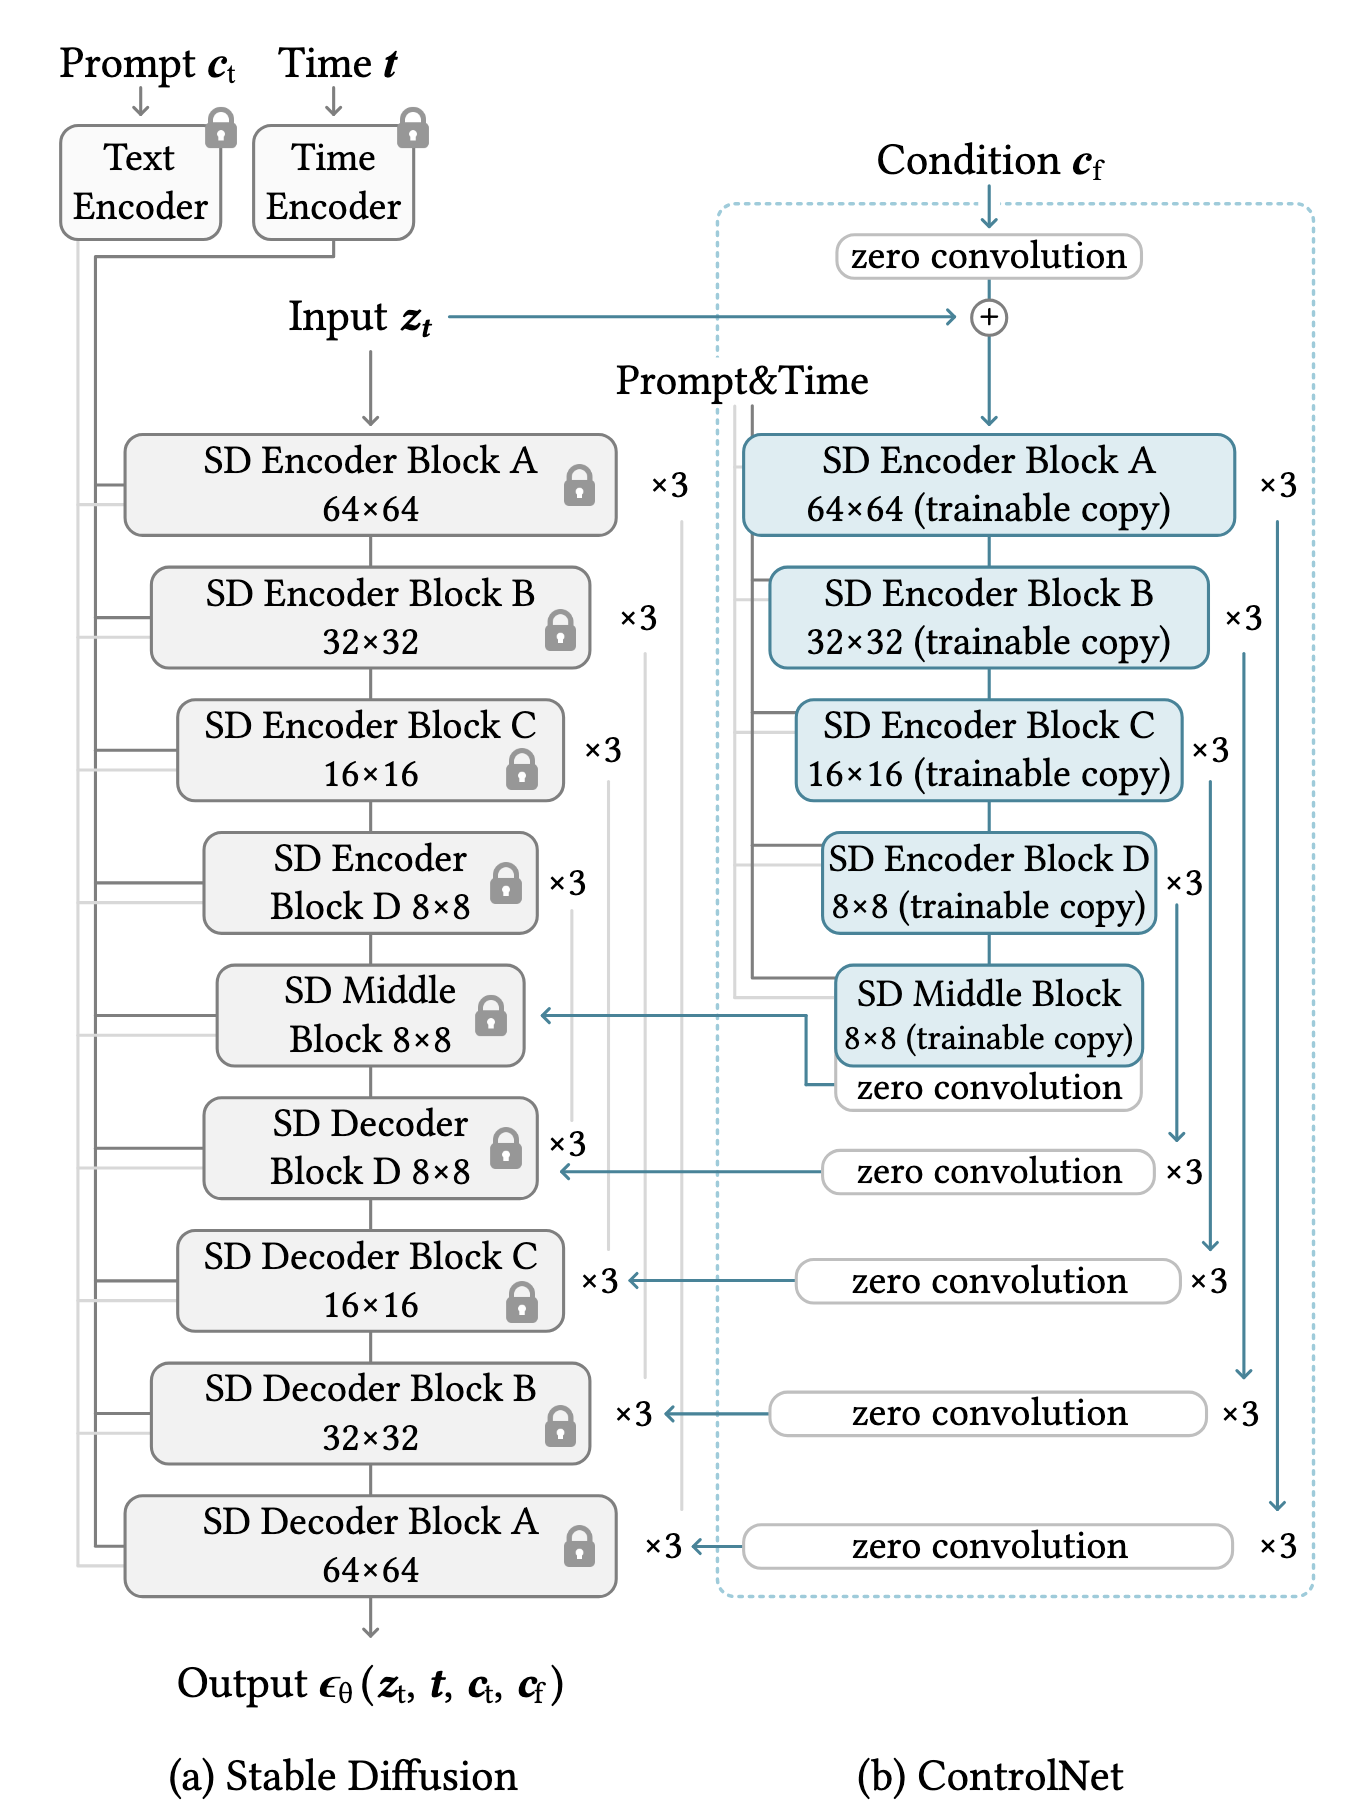 Prompt cₜ
Time t
Text
Encoder
Time
Encoder
Condition c_f
zero convolution
Input zₜ
+
Prompt&Time
SD Encoder Block A
64×64
×3
SD Encoder Block A
64×64 (trainable copy)
×3
SD Encoder Block B
32×32
×3
SD Encoder Block B
32×32 (trainable copy)
×3
SD Encoder Block C
16×16
×3
SD Encoder Block C
16×16 (trainable copy)
×3
SD Encoder
Block D 8×8
×3
SD Encoder Block D
8×8 (trainable copy)
×3
SD Middle
Block 8×8
SD Middle Block
8×8 (trainable copy)
zero convolution
SD Decoder
Block D 8×8
×3
zero convolution
×3
SD Decoder Block C
16×16
×3
zero convolution
×3
SD Decoder Block B
32×32
×3
zero convolution
×3
SD Decoder Block A
64×64
×3
zero convolution
×3
Output ϵ_θ(zₜ, t, cₜ, c_f)
(a) Stable Diffusion
(b) ControlNet